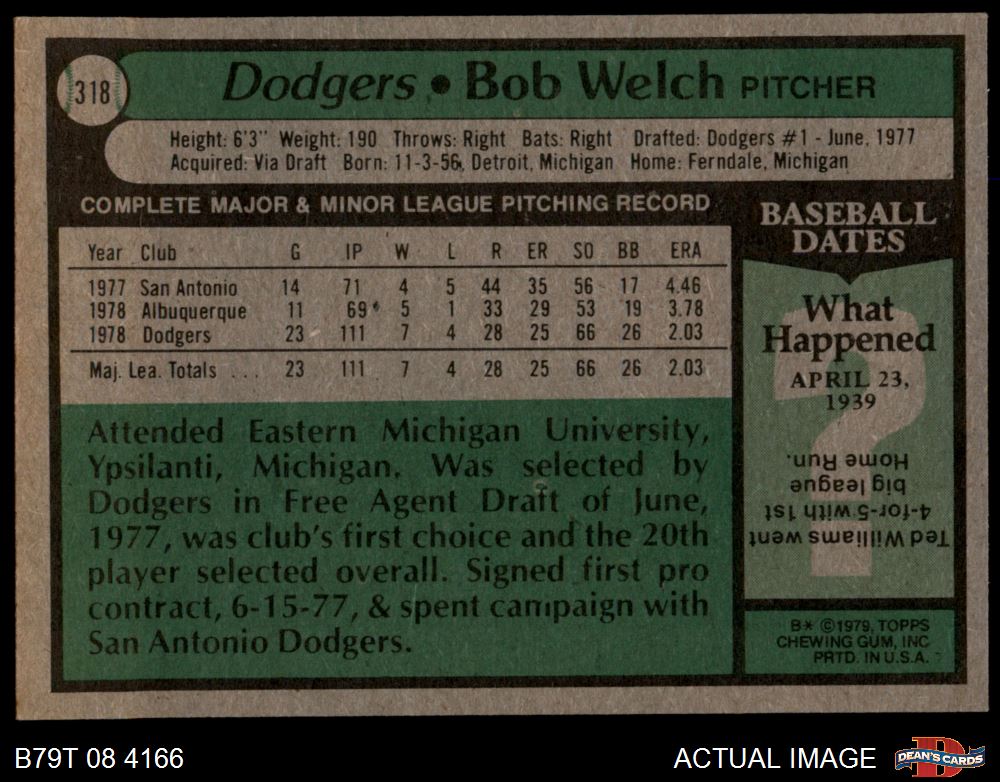 318
Dodgers • Bob Welch PITCHER
Height: 6'3" Weight: 190 Throws: Right Bats: Right Drafted: Dodgers #1 - June, 1977
Acquired: Via Draft Born: 11-3-56, Detroit, Michigan Home: Ferndale, Michigan
COMPLETE MAJOR & MINOR LEAGUE PITCHING RECORD
Year Club G IP W L R ER SO BB ERA
1977 San Antonio 14 71 4 5 44 35 56 17 4.46
1978 Albuquerque 11 69* 5 1 33 29 53 19 3.78
1978 Dodgers 23 111 7 4 28 25 66 26 2.03
Maj. Lea. Totals ... 23 111 7 4 28 25 66 26 2.03
Attended Eastern Michigan University,
Ypsilanti, Michigan. Was selected by
Dodgers in Free Agent Draft of June,
1977, was club's first choice and the 20th
player selected overall. Signed first pro
contract, 6-15-77, & spent campaign with
San Antonio Dodgers.
BASEBALL
DATES
What
Happened
APRIL 23,
1939
?
Ted Williams went
4-for-5 with 1st
big league
Home Run.
B* ©1979, TOPPS
CHEWING GUM, INC
PRTD. IN U.S.A.
B79T 08 4166
ACTUAL IMAGE
D
DEAN'S CARDS